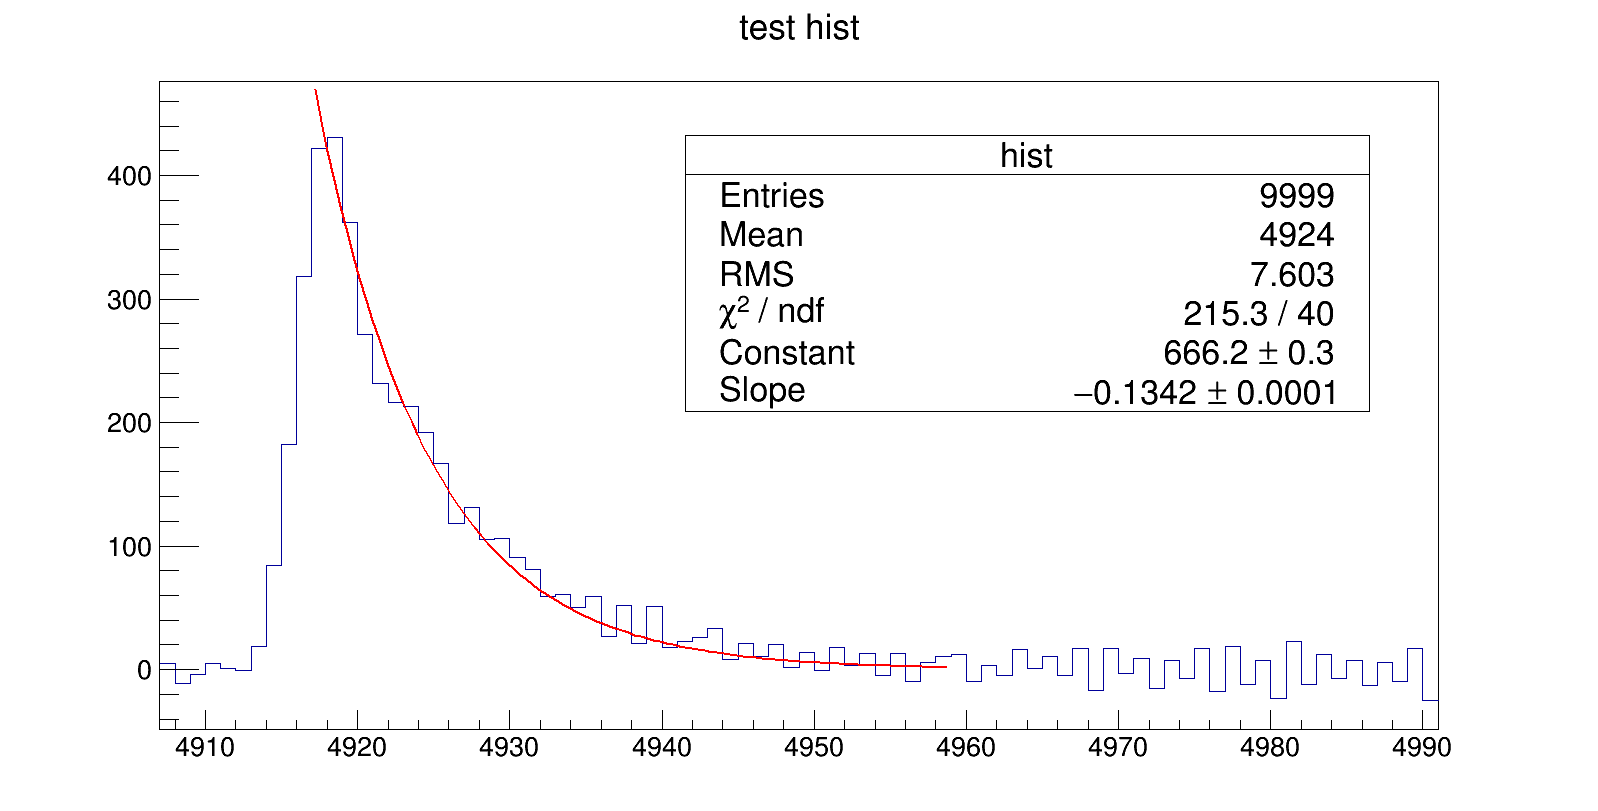 test hist
hist
Entries 9999
Mean 4924
RMS 7.603
χ² / ndf 215.3 / 40
Constant 666.2 ± 0.3
Slope −0.1342 ± 0.0001
400
300
200
100
0
4910 4920 4930 4940 4950 4960 4970 4980 4990